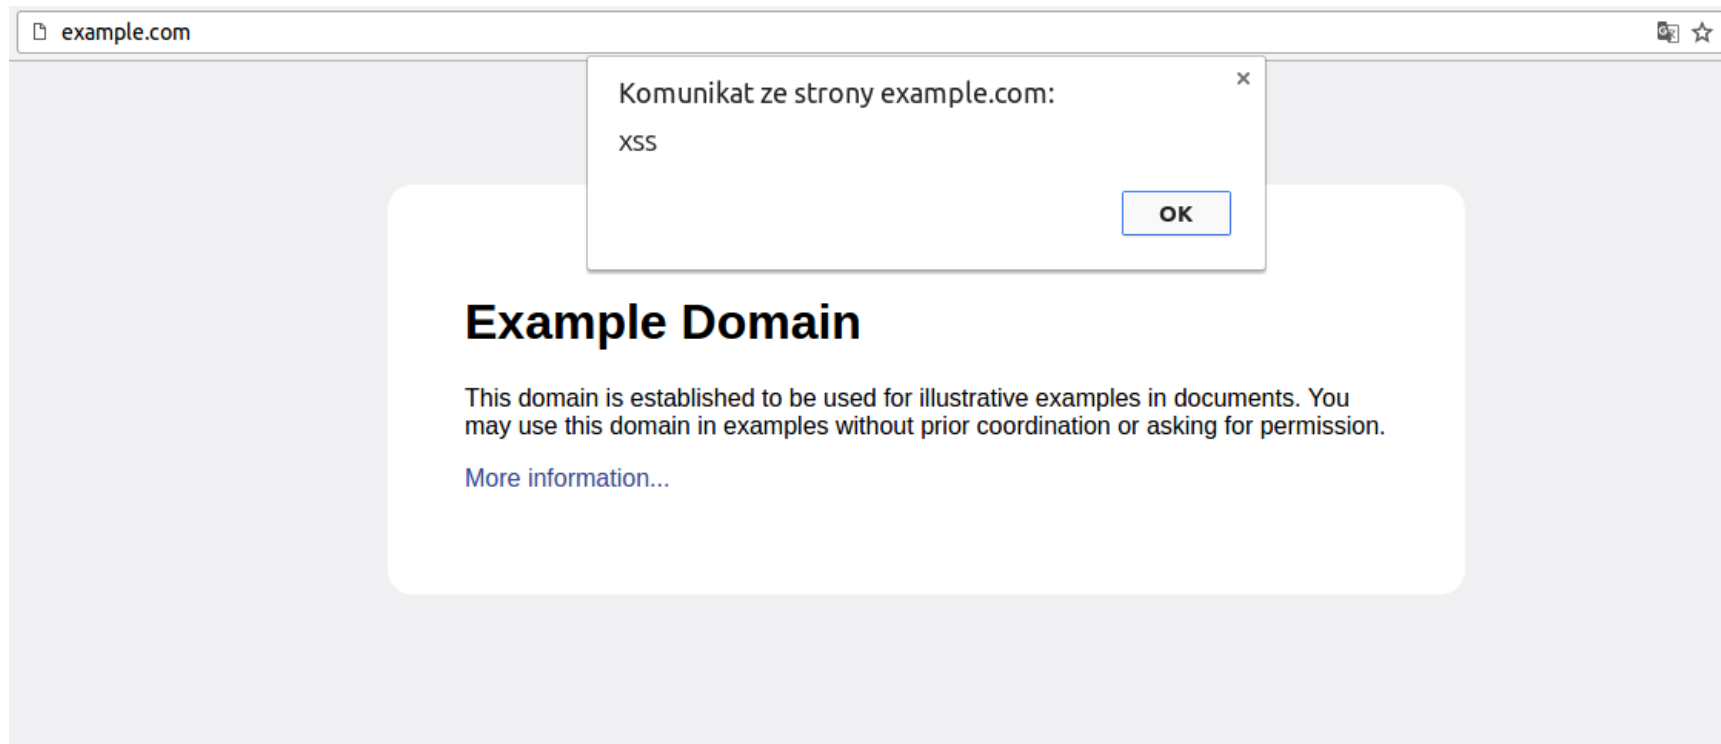 example.com
Komunikat ze strony example.com:
xss
OK
Example Domain
This domain is established to be used for illustrative examples in documents. You
may use this domain in examples without prior coordination or asking for permission.
More information...